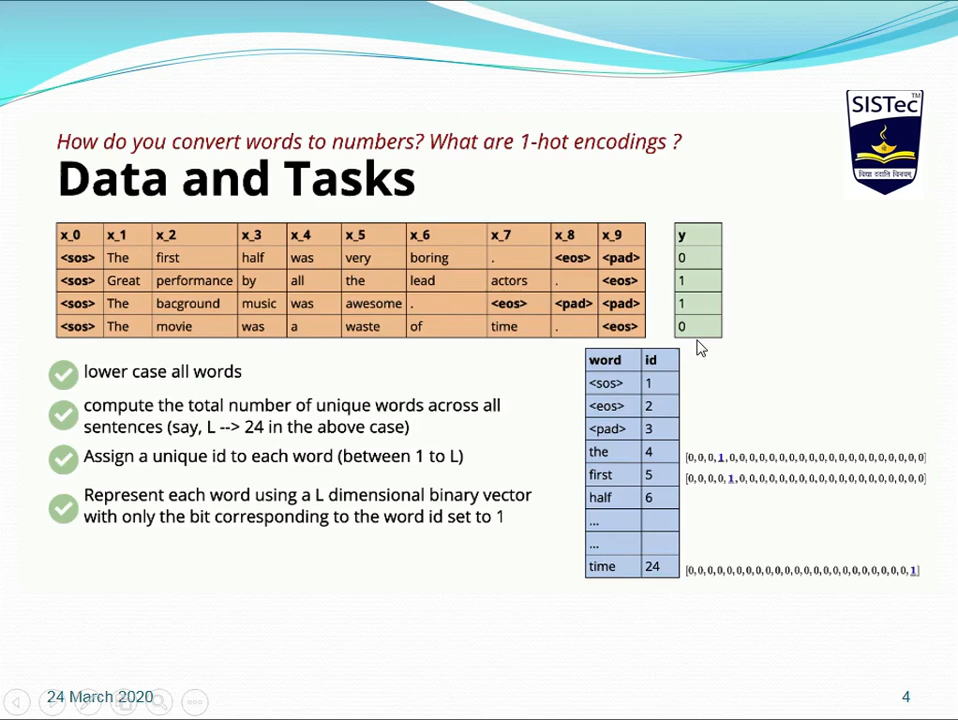 SISTec™
विद्या ददाति विनयम्
How do you convert words to numbers? What are 1-hot encodings ?
Data and Tasks
x_0 x_1 x_2 x_3 x_4 x_5 x_6 x_7 x_8 x_9 y
<sos> The first half was very boring . <eos> <pad> 0
<sos> Great performance by all the lead actors . <eos> 1
<sos> The bacground music was awesome . <eos> <pad> <pad> 1
<sos> The movie was a waste of time . <eos> 0
lower case all words
compute the total number of unique words across all
sentences (say, L --> 24 in the above case)
Assign a unique id to each word (between 1 to L)
Represent each word using a L dimensional binary vector
with only the bit corresponding to the word id set to 1
word id
<sos> 1
<eos> 2
<pad> 3
the 4 [0,0,0,1,0,0,0,0,0,0,0,0,0,0,0,0,0,0,0,0,0,0,0,0]
first 5 [0,0,0,0,1,0,0,0,0,0,0,0,0,0,0,0,0,0,0,0,0,0,0,0]
half 6
...
...
time 24 [0,0,0,0,0,0,0,0,0,0,0,0,0,0,0,0,0,0,0,0,0,0,0,1]
24 March 2020
4